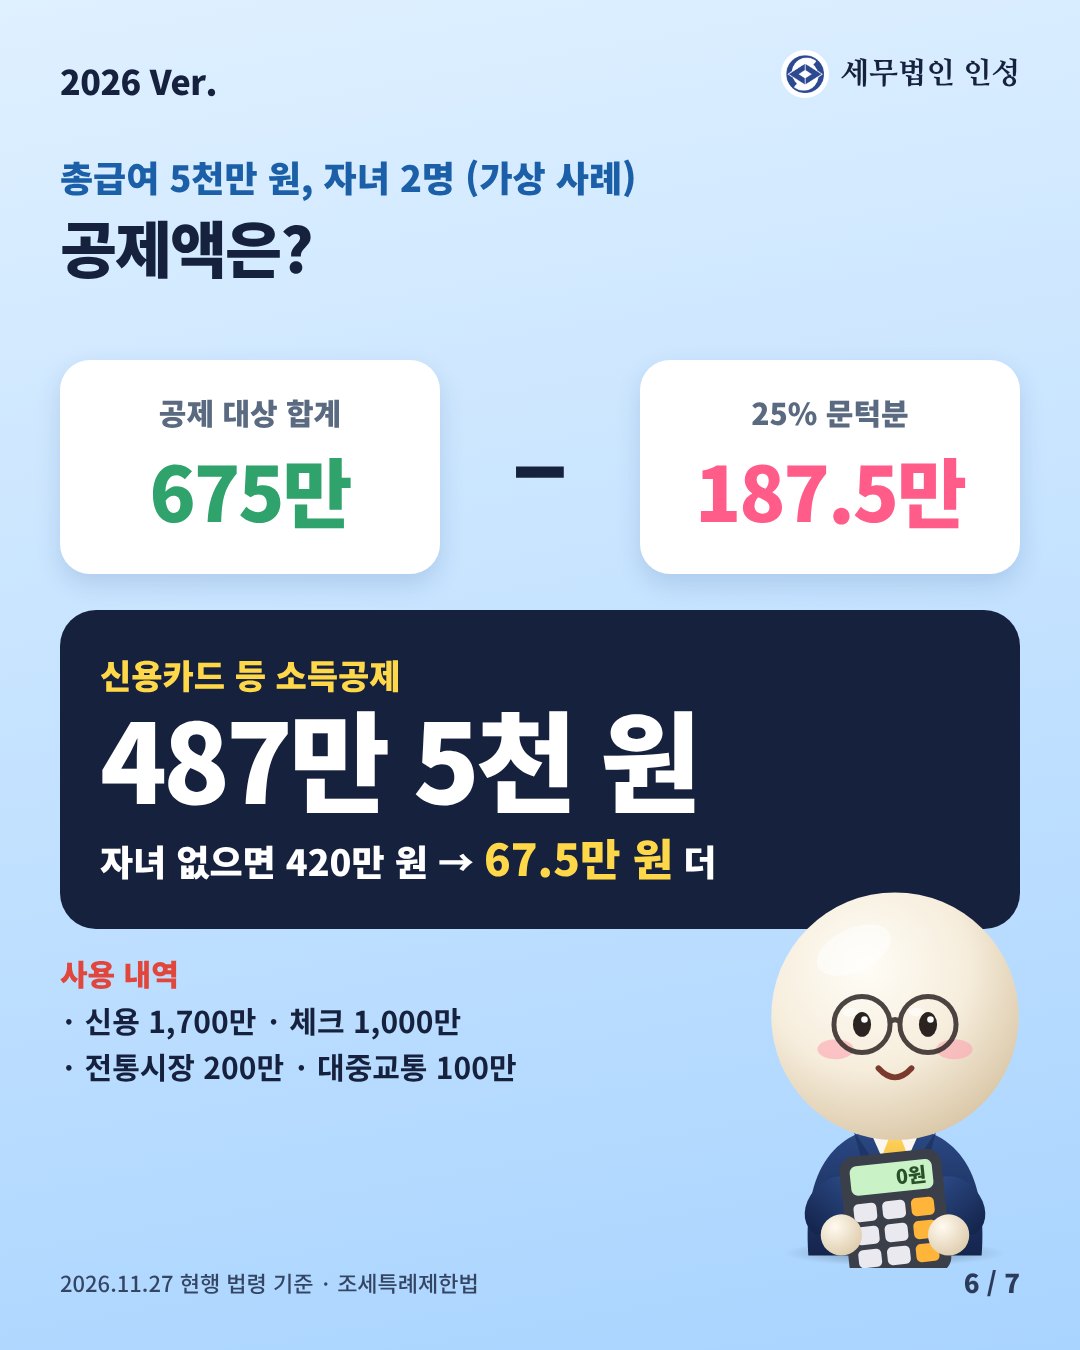 2026 Ver.
세무법인 인성
총급여 5천만 원, 자녀 2명 (가상 사례)
공제액은?
공제 대상 합계
675만
–
25% 문턱분
187.5만
신용카드 등 소득공제
487만 5천 원
자녀 없으면 420만 원 → 67.5만 원 더
사용 내역
· 신용 1,700만 · 체크 1,000만
· 전통시장 200만 · 대중교통 100만
0원
2026.11.27 현행 법령 기준 · 조세특례제한법
6 / 7